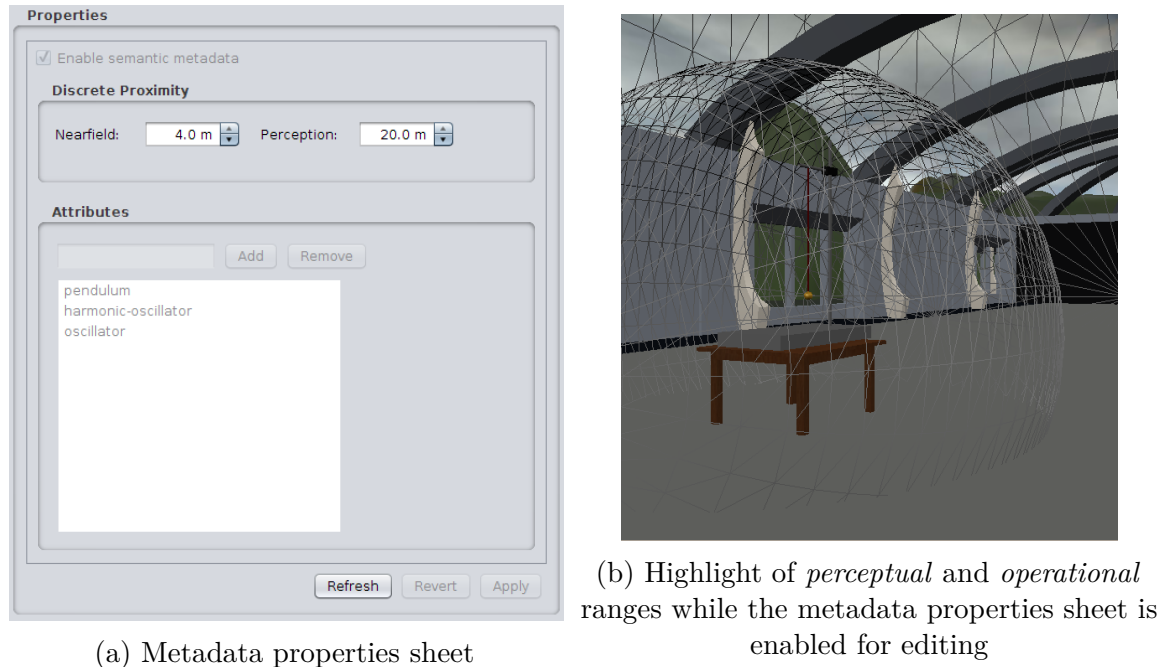 Properties
Enable semantic metadata
Discrete Proximity
Nearfield: 4.0 m Perception: 20.0 m
Attributes
Add Remove
pendulum
harmonic-oscillator
oscillator
Refresh Revert Apply
(a) Metadata properties sheet
(b) Highlight of perceptual and operational
ranges while the metadata properties sheet is
enabled for editing